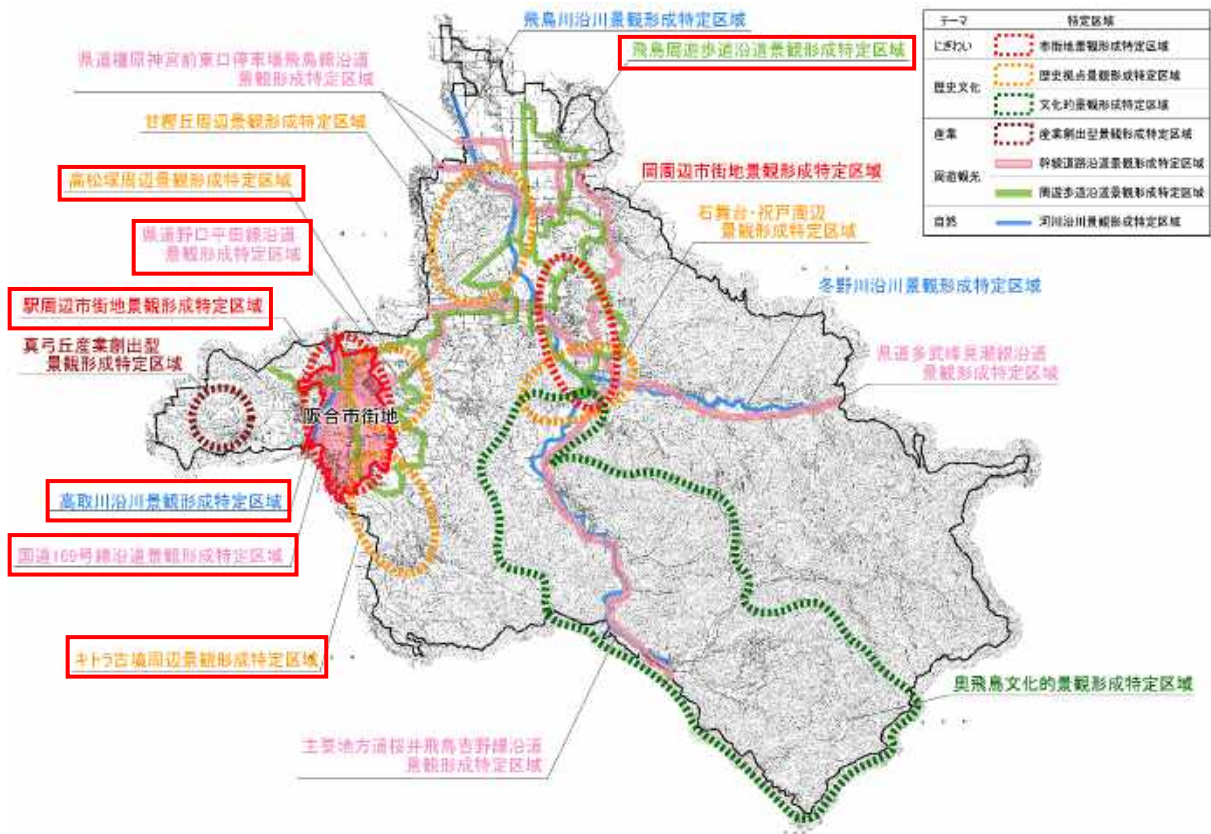 飛鳥川沿川景観形成特定区域
飛鳥周遊歩道沿道景観形成特定区域
県道橿原神宮前東口停車場飛鳥線沿道
景観形成特定区域
甘樫丘周辺景観形成特定区域
高松塚周辺景観形成特定区域
県道野口平田線沿道
景観形成特定区域
駅周辺市街地景観形成特定区域
真弓丘産業創出型
景観形成特定区域
阪合市街地
高取川沿川景観形成特定区域
国道169号線沿道景観形成特定区域
キトラ古墳周辺景観形成特定区域
主要地方道桜井飛鳥吉野線沿道
景観形成特定区域
岡周辺市街地景観形成特定区域
石舞台・祝戸周辺
景観形成特定区域
冬野川沿川景観形成特定区域
県道多武峰見瀬線沿道
景観形成特定区域
奥飛鳥文化的景観形成特定区域
テーマ 特定区域
にぎわい 市街地景観形成特定区域
歴史文化 歴史拠点景観形成特定区域
文化的景観形成特定区域
産業 産業創出型景観形成特定区域
周遊観光 幹線道路沿道景観形成特定区域
周遊歩道沿道景観形成特定区域
自然 河川沿川景観形成特定区域